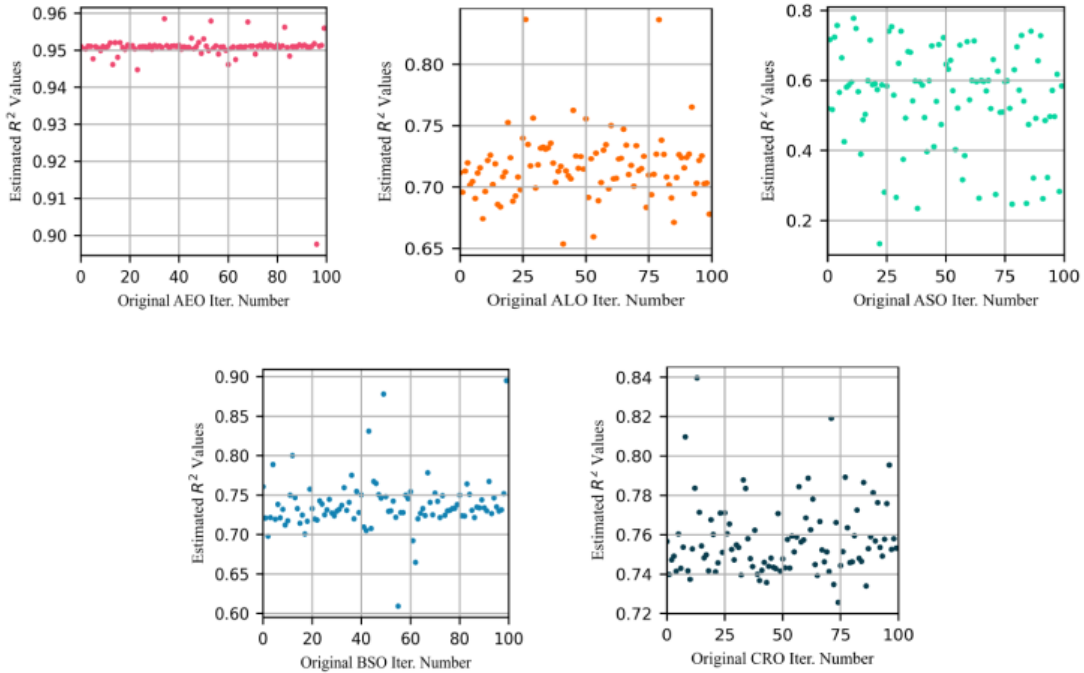 Estimated R² Values
0.96
0.95
0.94
0.93
0.92
0.91
0.90
0 20 40 60 80 100
Original AEO Iter. Number
Estimated R² Values
0.80
0.75
0.70
0.65
0 25 50 75 100
Original ALO Iter. Number
Estimated R² Values
0.8
0.6
0.4
0.2
0 25 50 75 100
Original ASO Iter. Number
Estimated R² Values
0.90
0.85
0.80
0.75
0.70
0.65
0.60
0 20 40 60 80 100
Original BSO Iter. Number
Estimated R² Values
0.84
0.82
0.80
0.78
0.76
0.74
0.72
0 25 50 75 100
Original CRO Iter. Number